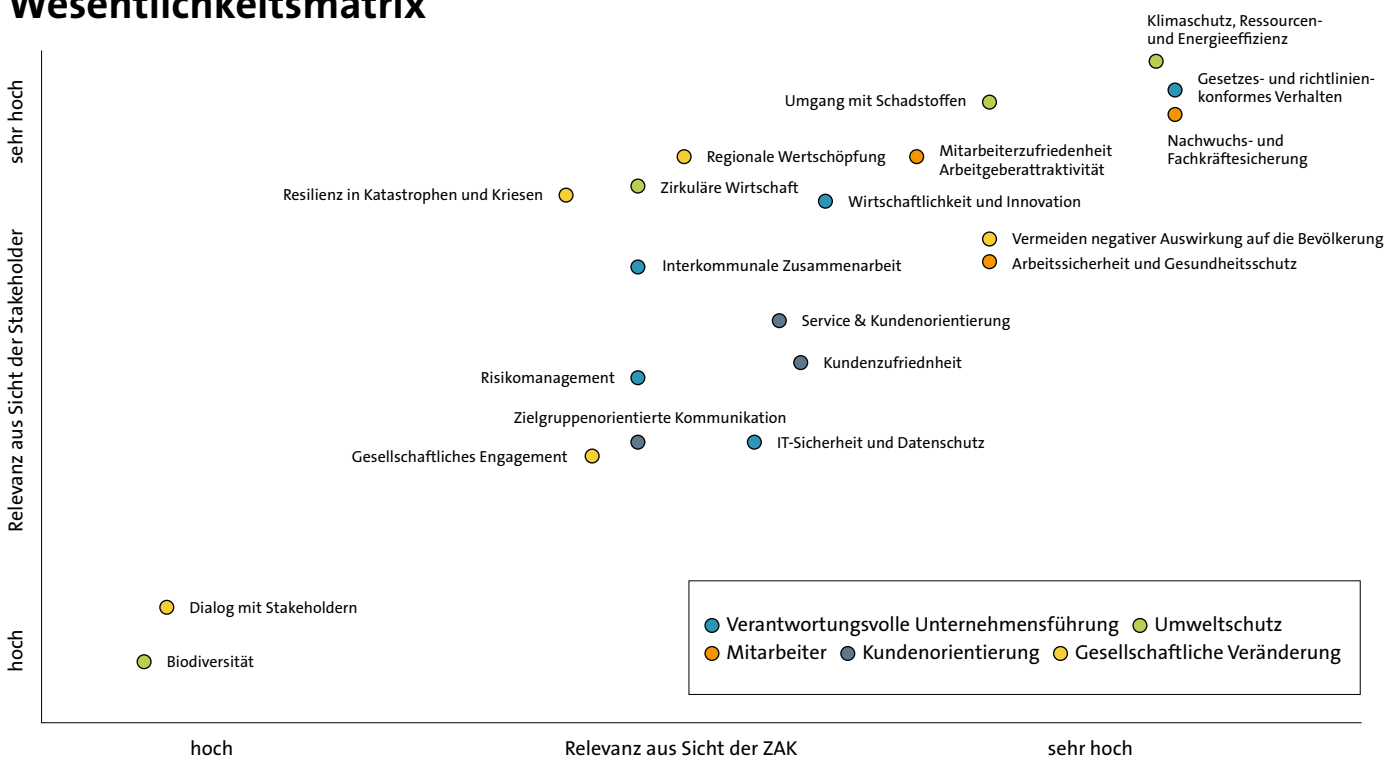 Wesentlichkeitsmatrix
Klimaschutz, Ressourcen-
und Energieeffizienz
Gesetzes- und richtlinien-
konformes Verhalten
Umgang mit Schadstoffen
Nachwuchs- und
Fachkräftesicherung
Regionale Wertschöpfung
Mitarbeiterzufriedenheit
Arbeitgeberattraktivität
Zirkuläre Wirtschaft
Resilienz in Katastrophen und Kriesen
Wirtschaftlichkeit und Innovation
Vermeiden negativer Auswirkung auf die Bevölkerung
Interkommunale Zusammenarbeit
Arbeitssicherheit und Gesundheitsschutz
Service & Kundenorientierung
Kundenzufriednheit
Risikomanagement
Zielgruppenorientierte Kommunikation
IT-Sicherheit und Datenschutz
Gesellschaftliches Engagement
Dialog mit Stakeholdern
Biodiversität
Verantwortungsvolle Unternehmensführung Umweltschutz
Mitarbeiter Kundenorientierung Gesellschaftliche Veränderung
sehr hoch
Relevanz aus Sicht der Stakeholder
hoch
hoch
Relevanz aus Sicht der ZAK
sehr hoch